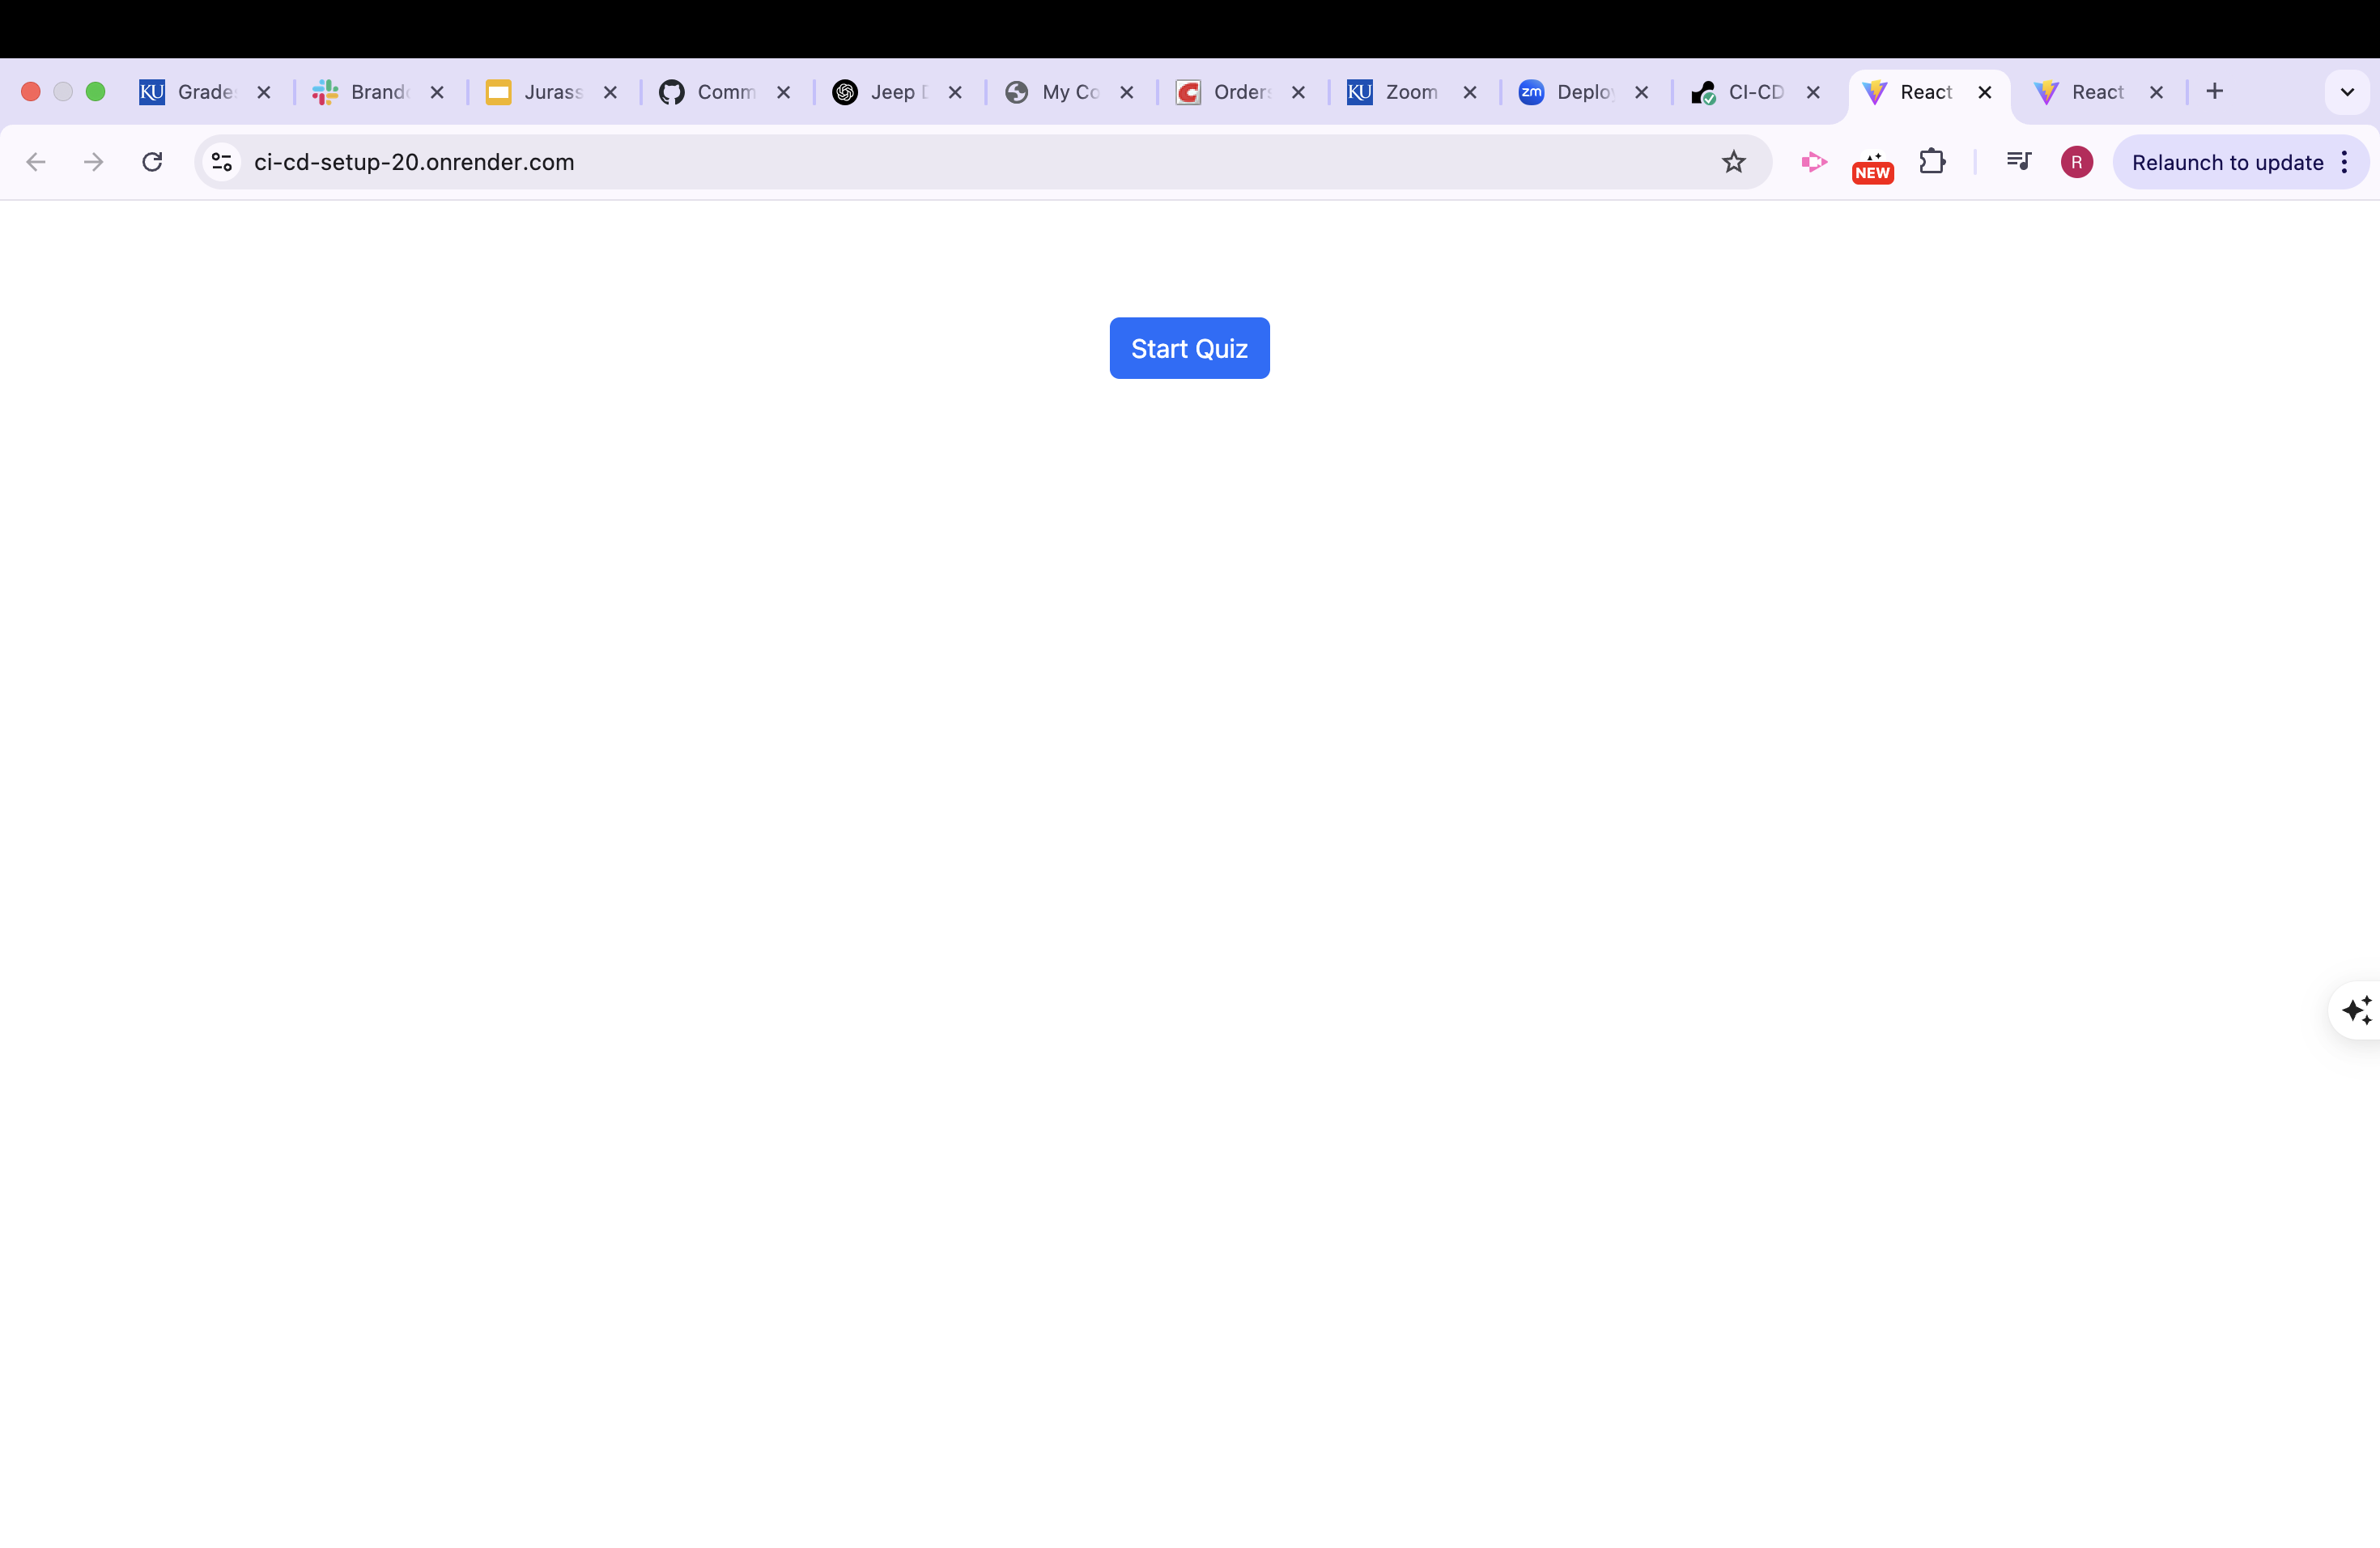 KU Grade Brand Jurass Comm Jeep My Co Order KU Zoom zm Deplo CI-CD React React
ci-cd-setup-20.onrender.com NEW R Relaunch to update
Start Quiz